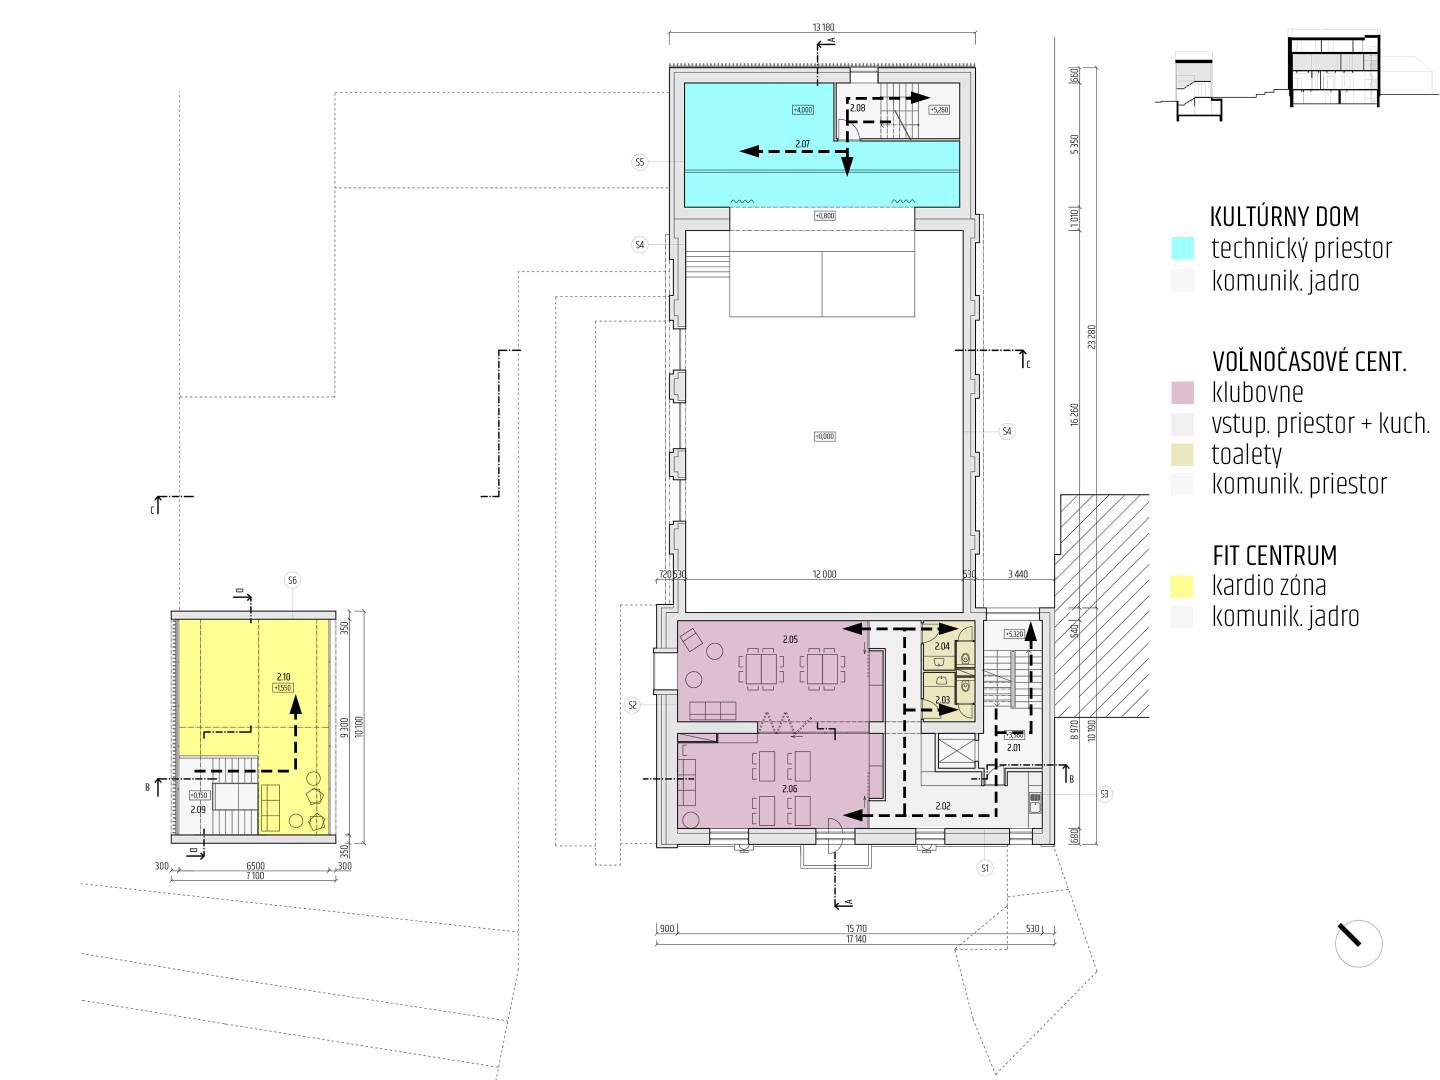 13 180
A
2.08
+4,000
+5,260
2.07
S5
+0,800
S4
660
5 350
1 010
16 260
23 280
C
+0,000
S4
C
S6
D
720
530
12 000
530
3 440
350
2.10
+1,550
9 300
10 100
B
+0,150
2.09
D
350
300
6500
300
7 100
2.05
2.04
2.03
+5,320
540
S2
+3,580
2.01
8 970
10 190
B
2.06
2.02
S3
680
S1
A
900
15 710
530
17 140
KULTÚRNY DOM
technický priestor
komunik. jadro
VOĽNOČASOVÉ CENT.
klubovne
vstup. priestor + kuch.
toalety
komunik. priestor
FIT CENTRUM
kardio zóna
komunik. jadro